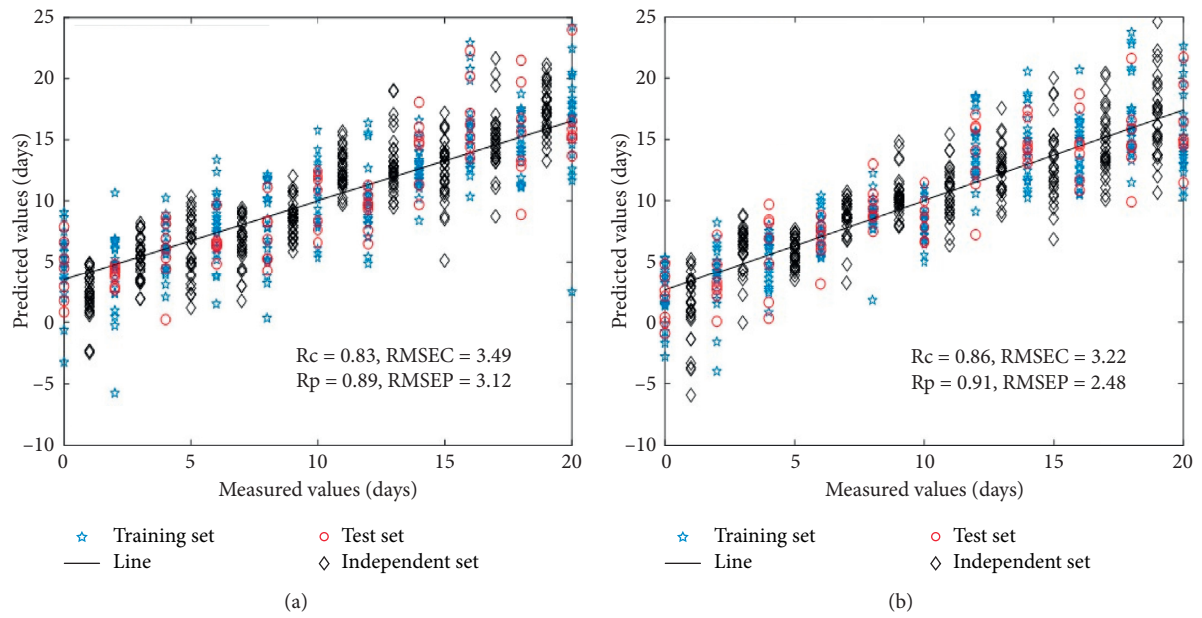 25
20
15
10
5
0
−5
−10
Predicted values (days)
Rc = 0.83, RMSEC = 3.49
Rp = 0.89, RMSEP = 3.12
0 5 10 15 20
Measured values (days)
Training set Test set
Line Independent set
(a)
25
20
15
10
5
0
−5
−10
Predicted values (days)
Rc = 0.86, RMSEC = 3.22
Rp = 0.91, RMSEP = 2.48
0 5 10 15 20
Measured values (days)
Training set Test set
Line Independent set
(b)